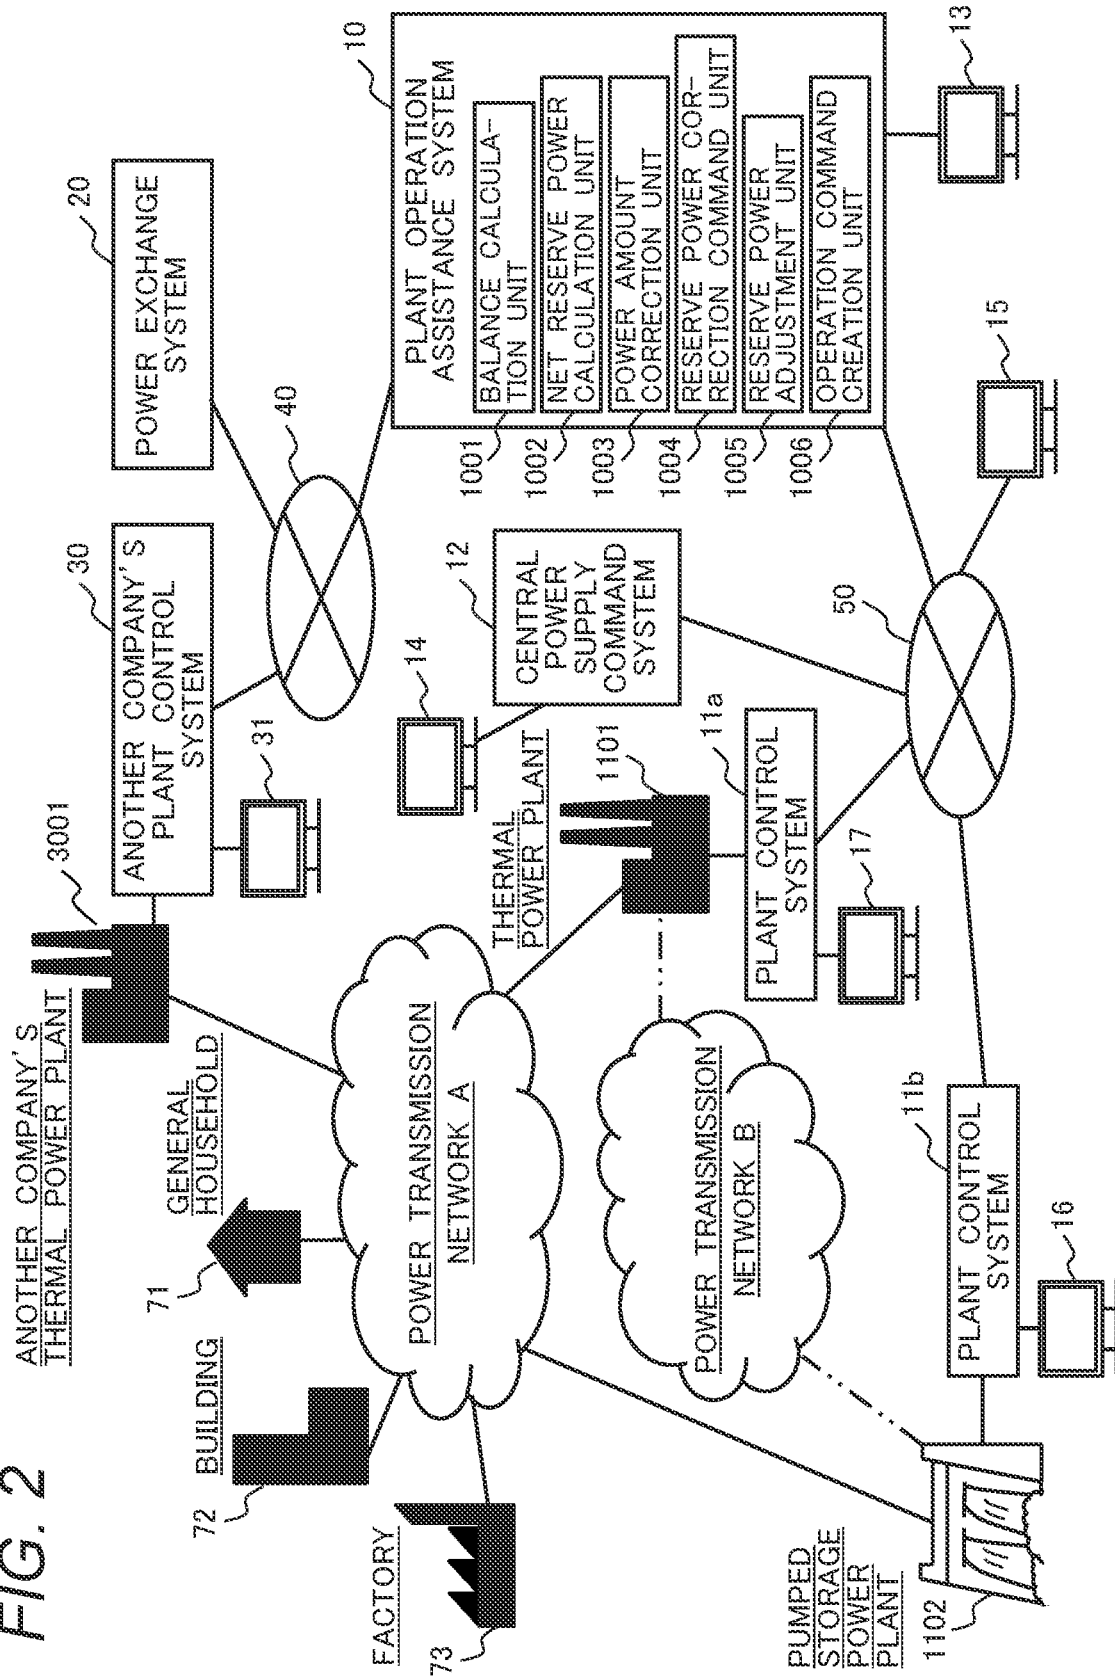 FIG. 2
ANOTHER COMPANY'S
THERMAL POWER PLANT
3001
30
ANOTHER COMPANY'S
PLANT CONTROL
SYSTEM
31
20
POWER EXCHANGE
SYSTEM
40
10
PLANT OPERATION
ASSISTANCE SYSTEM
1001
BALANCE CALCULA-
TION UNIT
1002
NET RESERVE POWER
CALCULATION UNIT
1003
POWER AMOUNT
CORRECTION UNIT
1004
RESERVE POWER COR-
RECTION COMMAND UNIT
1005
RESERVE POWER
ADJUSTMENT UNIT
1006
OPERATION COMMAND
CREATION UNIT
13
GENERAL
HOUSEHOLD
71
BUILDING
72
FACTORY
73
POWER TRANSMISSION
NETWORK A
14
12
CENTRAL
POWER
SUPPLY
COMMAND
SYSTEM
THERMAL
POWER PLANT
1101
11a
PLANT CONTROL
SYSTEM
17
POWER TRANSMISSION
NETWORK B
50
15
11b
PLANT CONTROL
SYSTEM
16
PUMPED
STORAGE
POWER
PLANT
1102